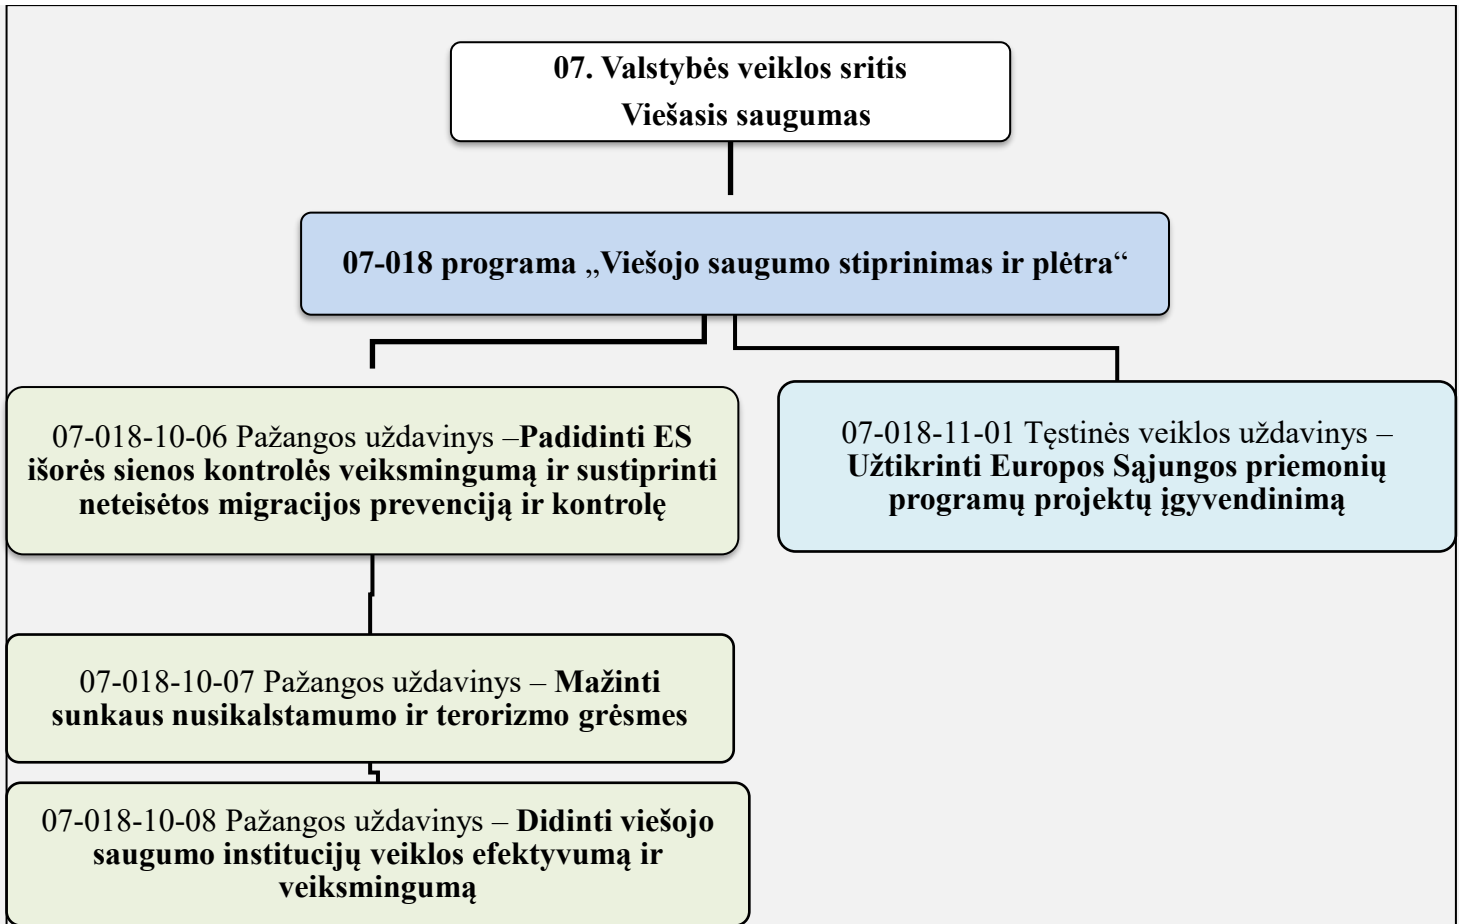 07. Valstybės veiklos sritis
Viešasis saugumas
07-018 programa „Viešojo saugumo stiprinimas ir plėtra“
07-018-10-06 Pažangos uždavinys –Padidinti ES
išorės sienos kontrolės veiksmingumą ir sustiprinti
neteisėtos migracijos prevenciją ir kontrolę
07-018-11-01 Tęstinės veiklos uždavinys –
Užtikrinti Europos Sąjungos priemonių
programų projektų įgyvendinimą
07-018-10-07 Pažangos uždavinys – Mažinti
sunkaus nusikalstamumo ir terorizmo grėsmes
07-018-10-08 Pažangos uždavinys – Didinti viešojo
saugumo institucijų veiklos efektyvumą ir
veiksmingumą